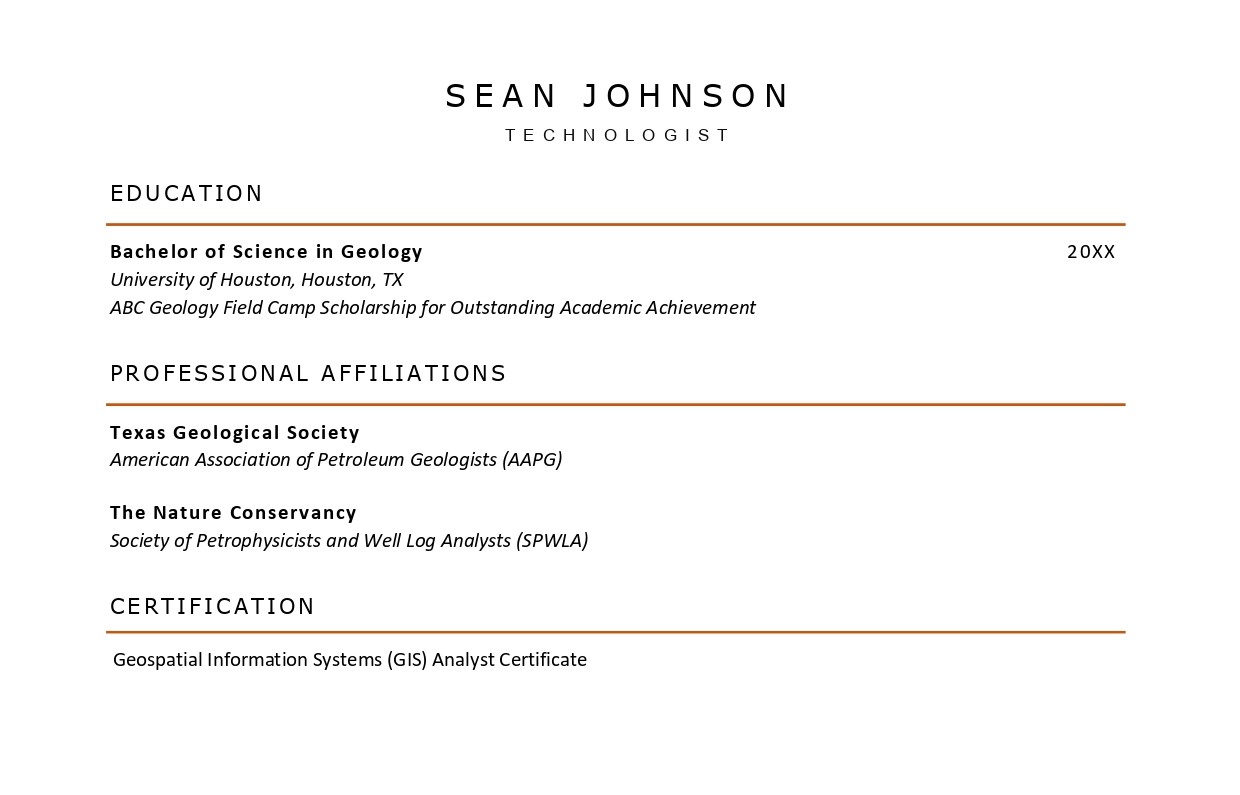 SEAN JOHNSON
TECHNOLOGIST
EDUCATION
Bachelor of Science in Geology 20XX
University of Houston, Houston, TX
ABC Geology Field Camp Scholarship for Outstanding Academic Achievement
PROFESSIONAL AFFILIATIONS
Texas Geological Society
American Association of Petroleum Geologists (AAPG)
The Nature Conservancy
Society of Petrophysicists and Well Log Analysts (SPWLA)
CERTIFICATION
Geospatial Information Systems (GIS) Analyst Certificate